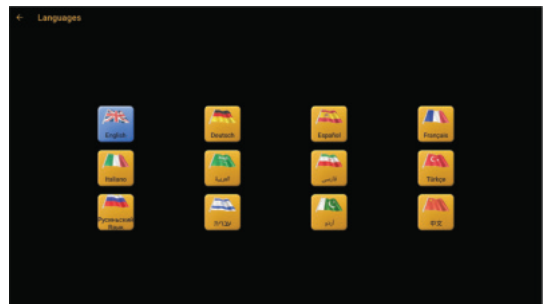 Languages
English
Deutsch
Español
Français
Italiano
العربية
فارسی
Türkçe
Русский
Язык
עברית
اردو
中文